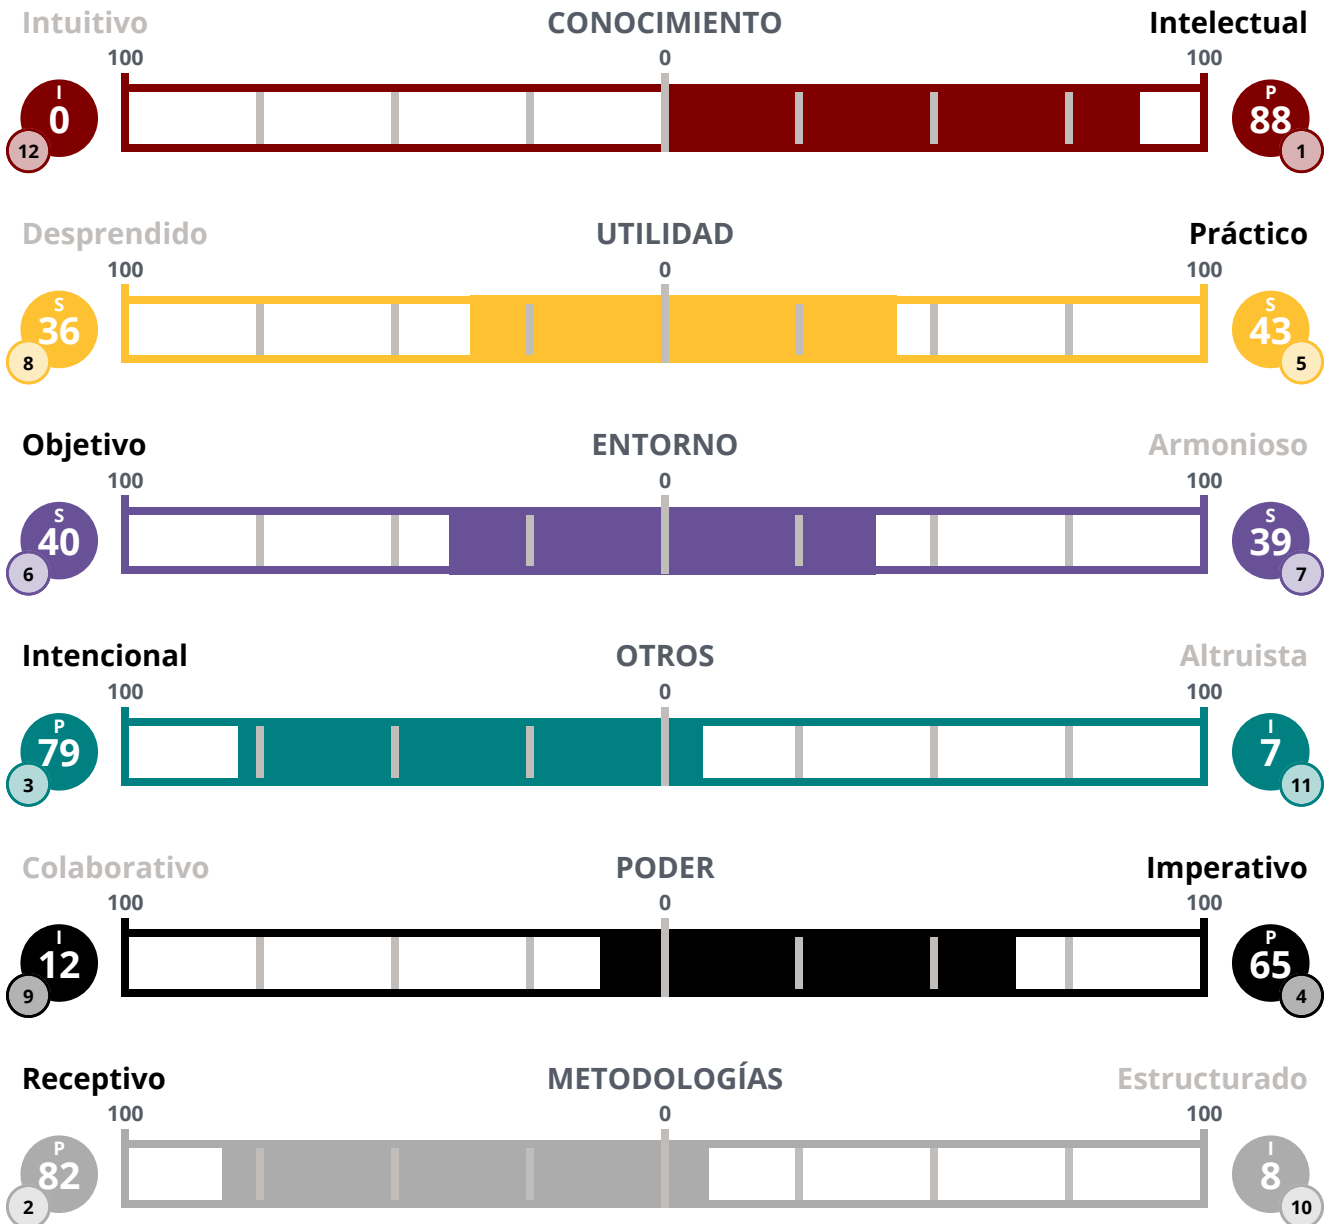 Intuitivo CONOCIMIENTO Intelectual
100 0 100
I P
0 88
12 1
Desprendido UTILIDAD Práctico
100 0 100
S S
36 43
8 5
Objetivo ENTORNO Armonioso
100 0 100
S S
40 39
6 7
Intencional OTROS Altruista
100 0 100
P I
79 7
3 11
Colaborativo PODER Imperativo
100 0 100
I P
12 65
9 4
Receptivo METODOLOGÍAS Estructurado
100 0 100
P I
82 8
2 10